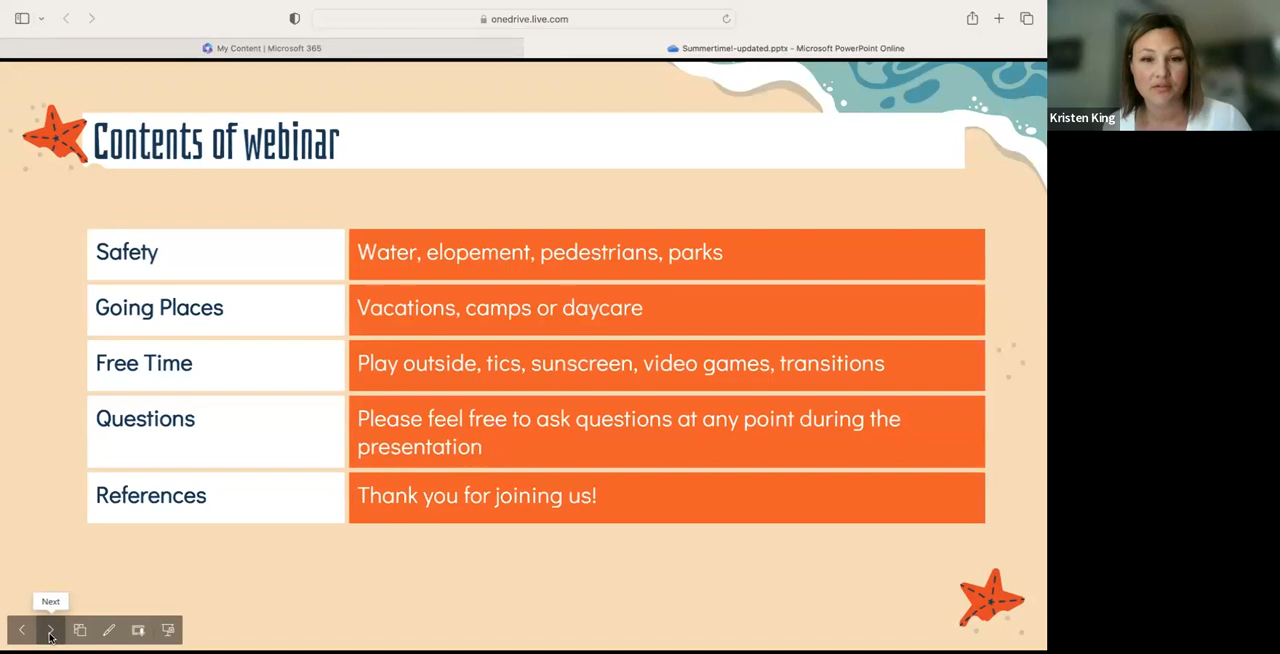 onedrive.live.com
My Content | Microsoft 365
Summertime!-updated.pptx - Microsoft PowerPoint Online
Kristen King
Contents of webinar
Safety
Water, elopement, pedestrians, parks
Going Places
Vacations, camps or daycare
Free Time
Play outside, tics, sunscreen, video games, transitions
Questions
Please feel free to ask questions at any point during the
presentation
References
Thank you for joining us!
Next